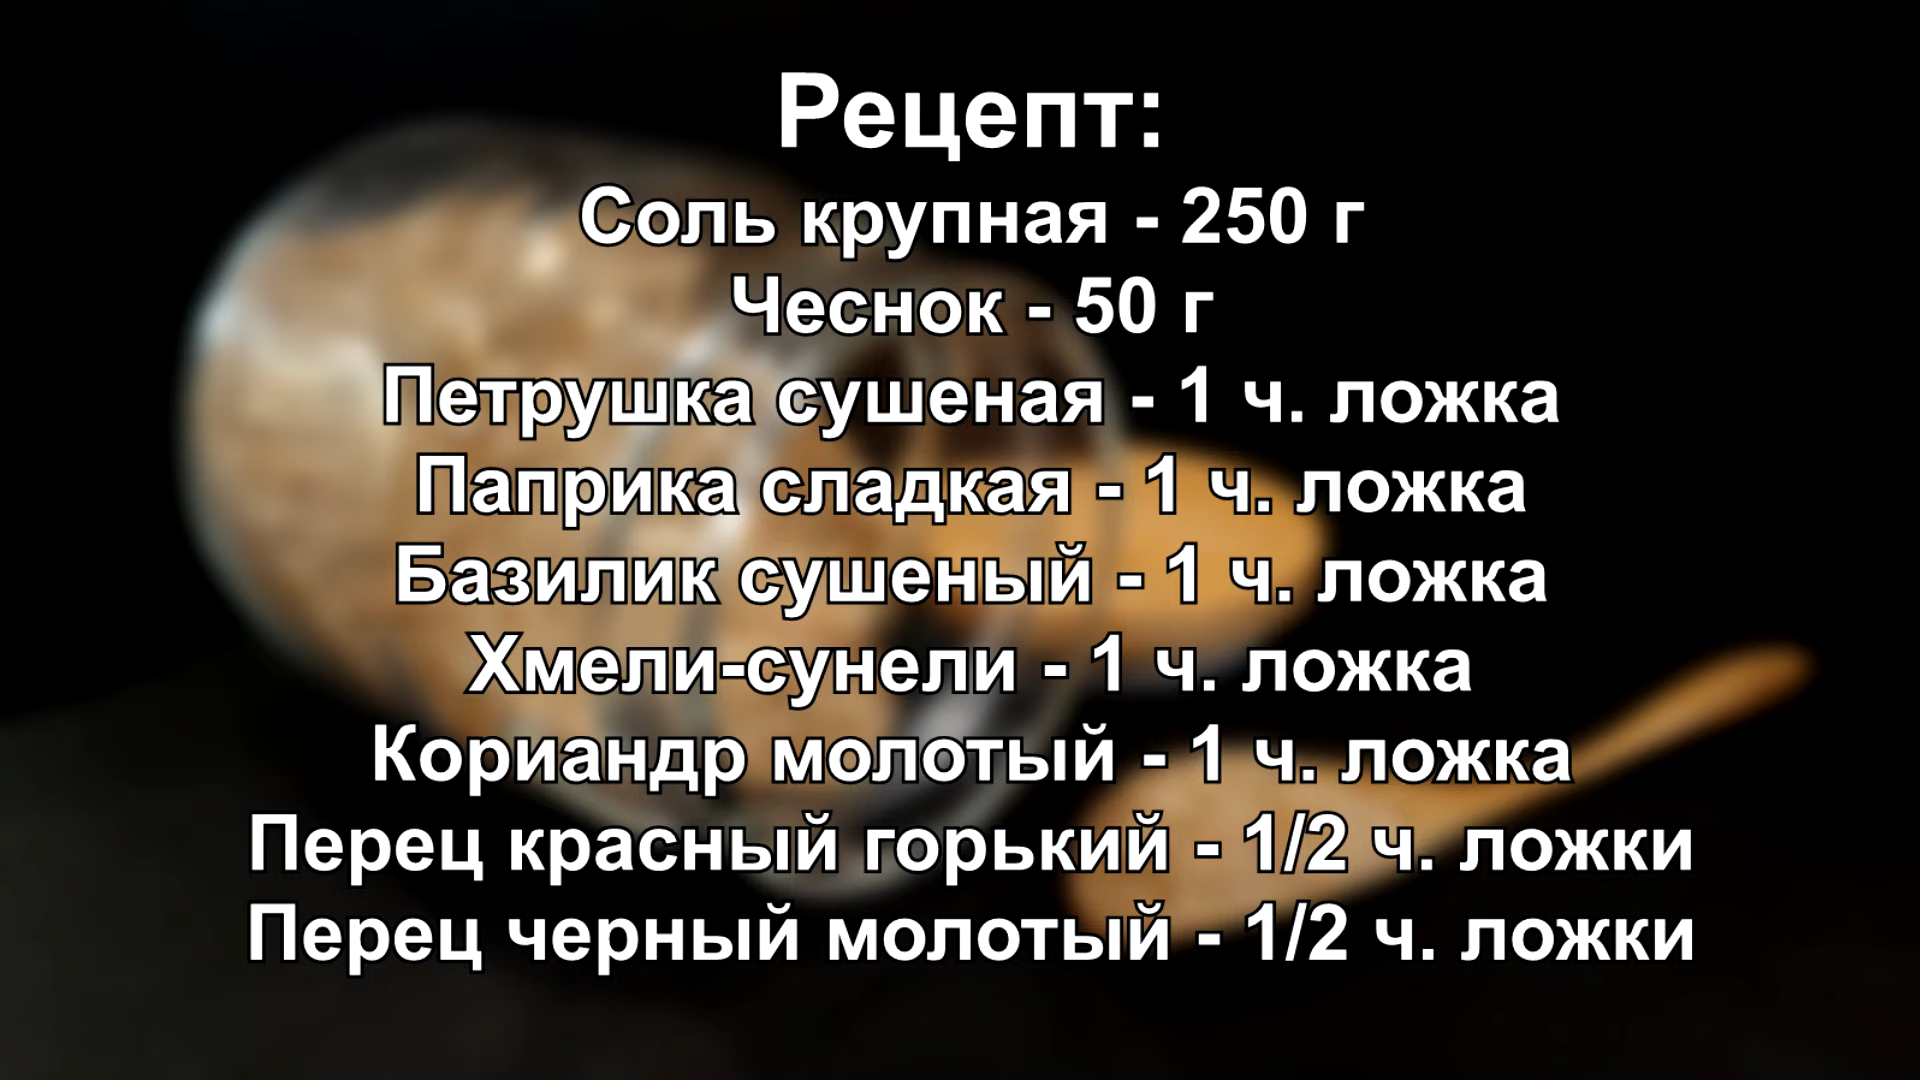 Рецепт:
Соль крупная - 250 г
Чеснок - 50 г
Петрушка сушеная - 1 ч. ложка
Паприка сладкая - 1 ч. ложка
Базилик сушеный - 1 ч. ложка
Хмели-сунели - 1 ч. ложка
Кориандр молотый - 1 ч. ложка
Перец красный горький - 1/2 ч. ложки
Перец черный молотый - 1/2 ч. ложки